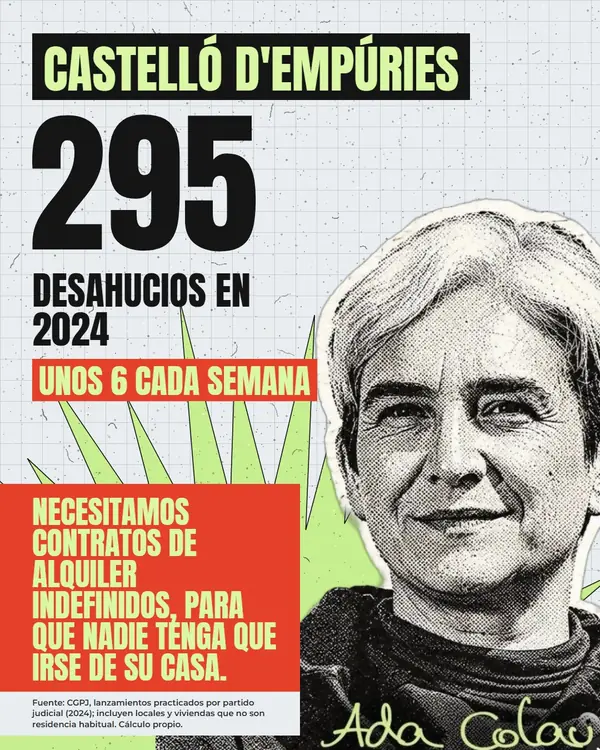 CASTELLÓ D'EMPÚRIES
295
DESAHUCIOS EN
2024
UNOS 6 CADA SEMANA
NECESITAMOS
CONTRATOS DE
ALQUILER
INDEFINIDOS, PARA
QUE NADIE TENGA QUE
IRSE DE SU CASA.
Fuente: CGPJ, lanzamientos practicados por partido
judicial (2024); incluyen locales y viviendas que no son
residencia habitual. Cálculo propio.
Ada Colau